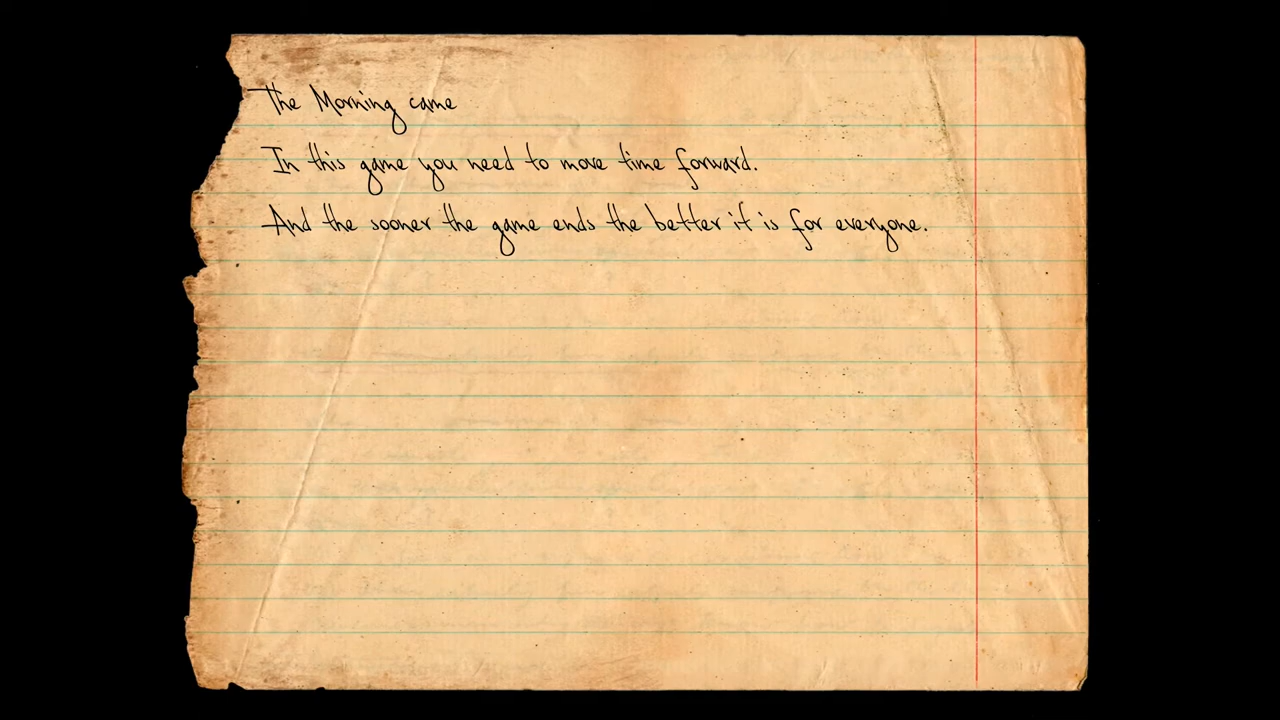 The Morning came
In this game you need to move time forward.
And the sooner the game ends the better it is for everyone.